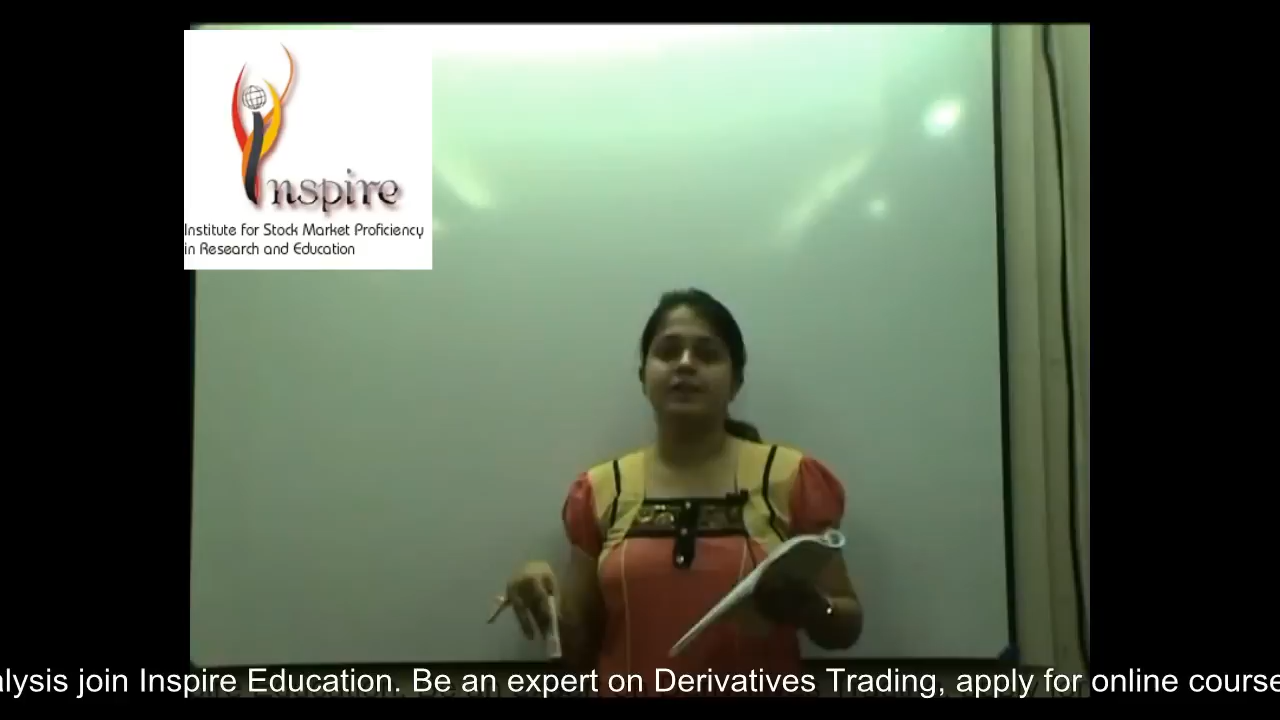 Inspire
Institute for Stock Market Proficiency
in Research and Education
alysis join Inspire Education. Be an expert on Derivatives Trading, apply for online course